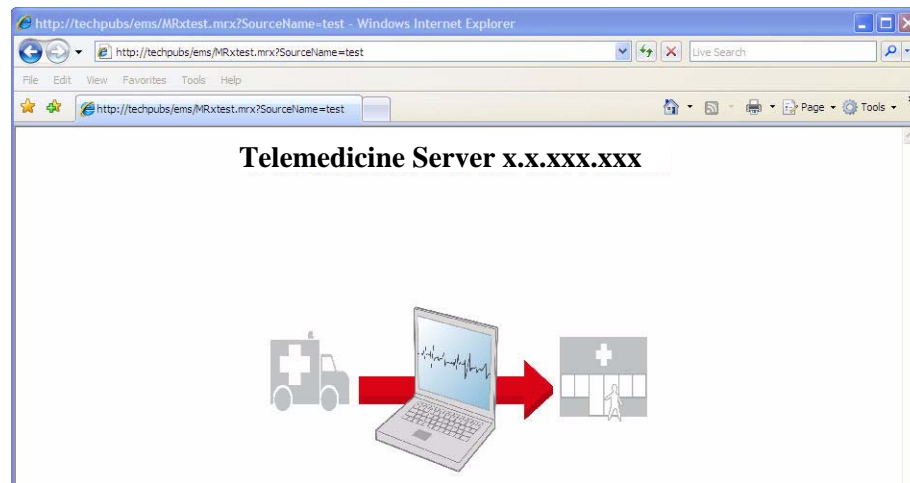 http://techpubs/ems/MRxtest.mrx?SourceName=test - Windows Internet Explorer
http://techpubs/ems/MRxtest.mrx?SourceName=test
Live Search
File Edit View Favorites Tools Help
http://techpubs/ems/MRxtest.mrx?SourceName=test
Page Tools
Telemedicine Server x.x.xxx.xxx